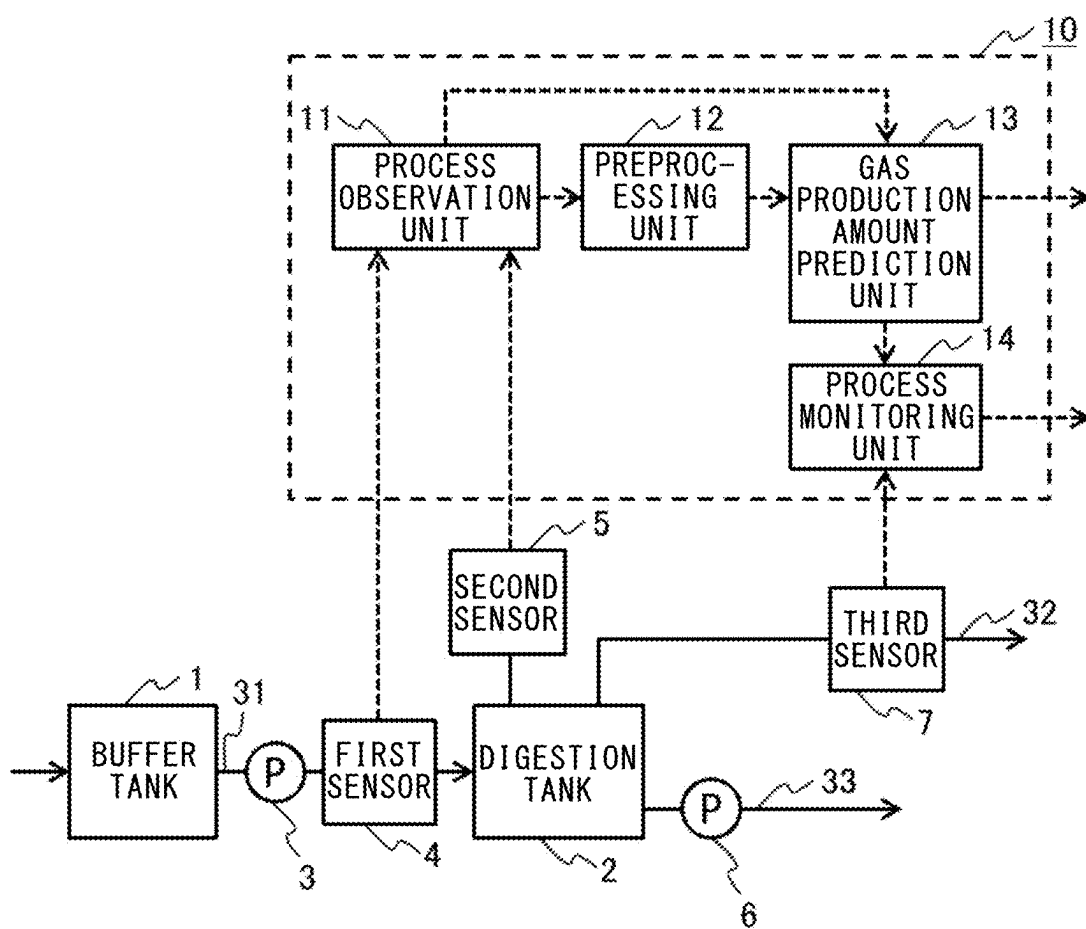 10
11
12
13
PROCESS
OBSERVATION
UNIT
PREPROC-
ESSING
UNIT
GAS
PRODUCTION
AMOUNT
PREDICTION
UNIT
14
PROCESS
MONITORING
UNIT
5
SECOND
SENSOR
THIRD
SENSOR
32
7
1
31
BUFFER
TANK
P
FIRST
SENSOR
DIGESTION
TANK
P
33
3
4
2
6